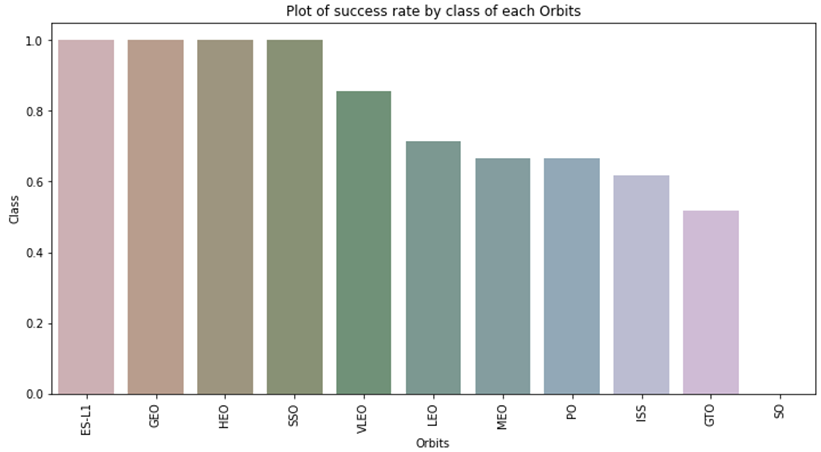 Plot of success rate by class of each Orbits
1.0
0.8
0.6
0.4
0.2
0.0
Class
ES-L1 GEO HEO SSO VLEO LEO MEO PO ISS GTO SO
Orbits